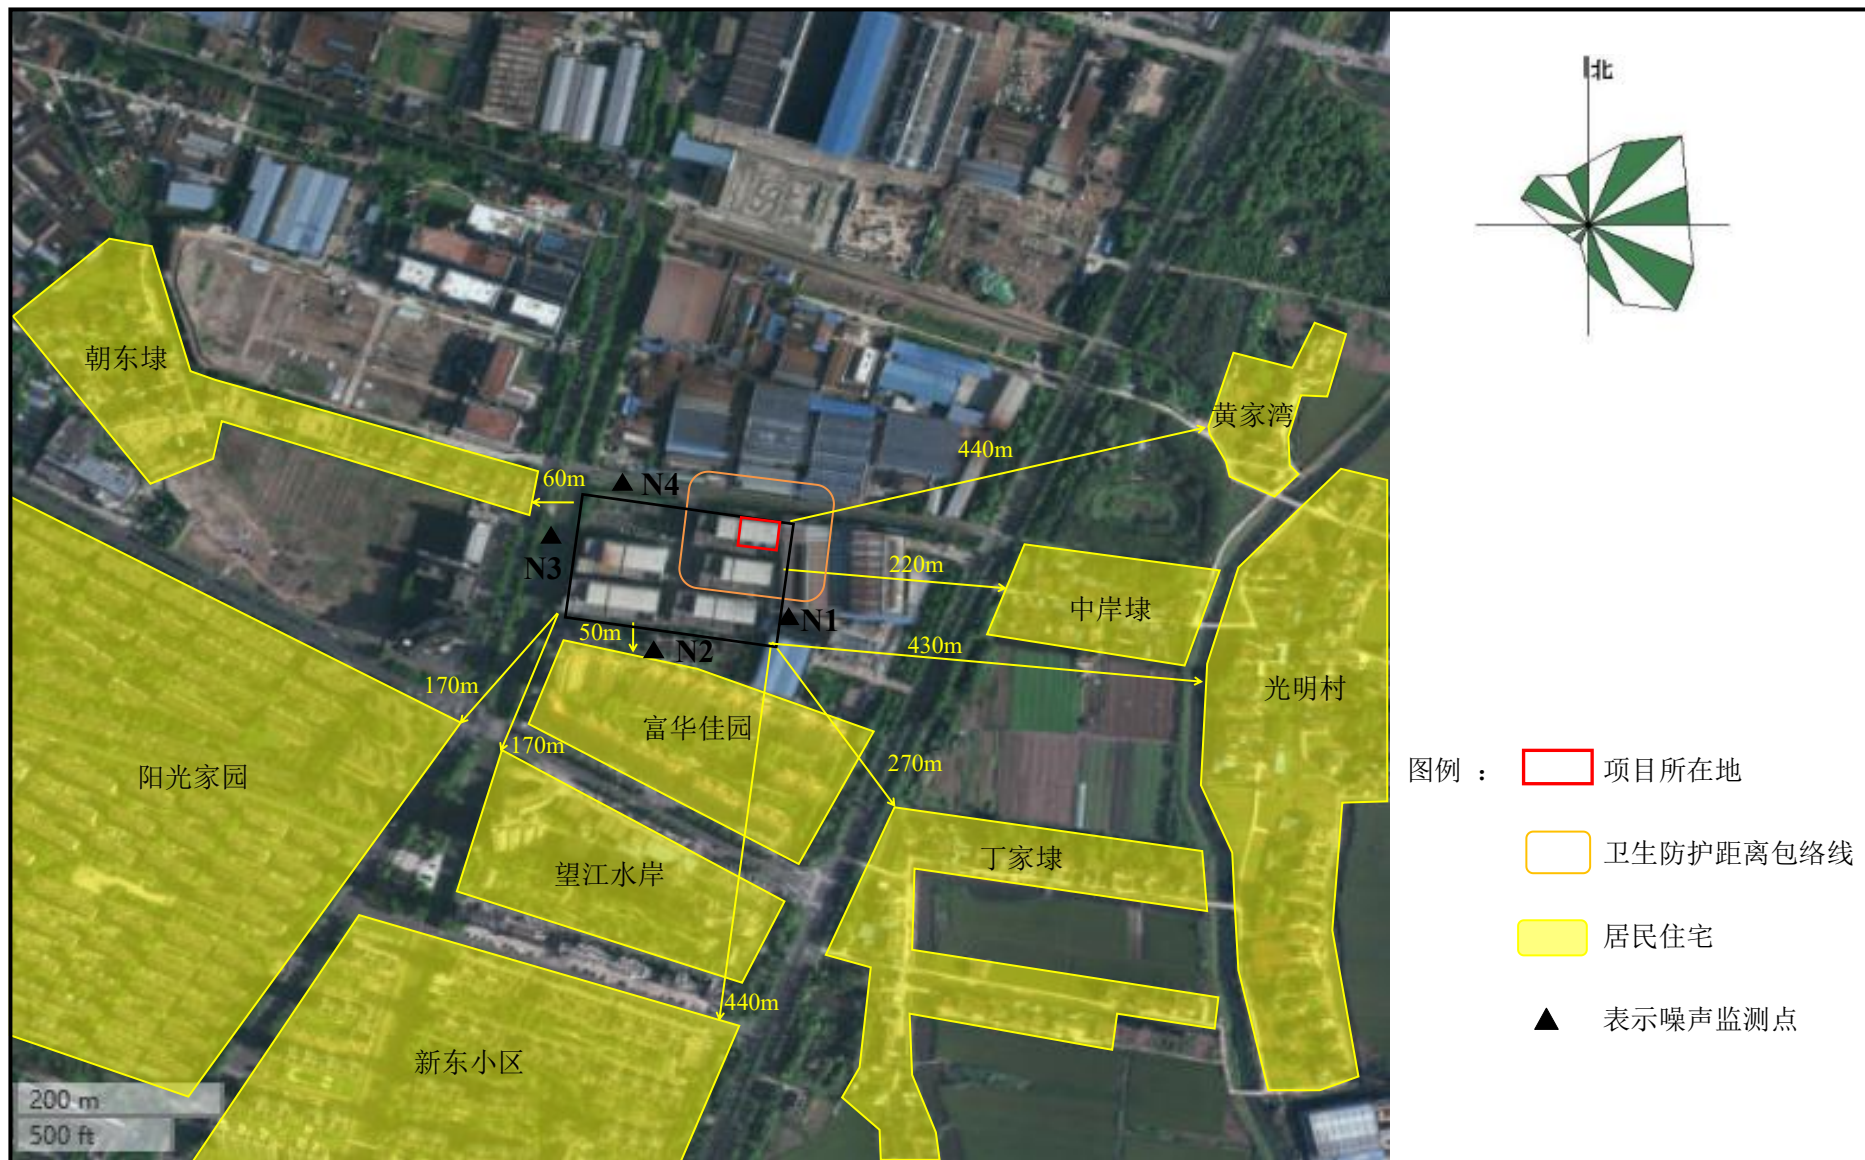 北
朝东埭
黄家湾
440m
60m
N4
N3
220m
中岸埭
N1
50m
N2
430m
光明村
170m
富华佳园
170m
270m
阳光家园
丁家埭
望江水岸
440m
新东小区
200 m
500 ft
图例 ：
项目所在地
卫生防护距离包络线
居民住宅
表示噪声监测点